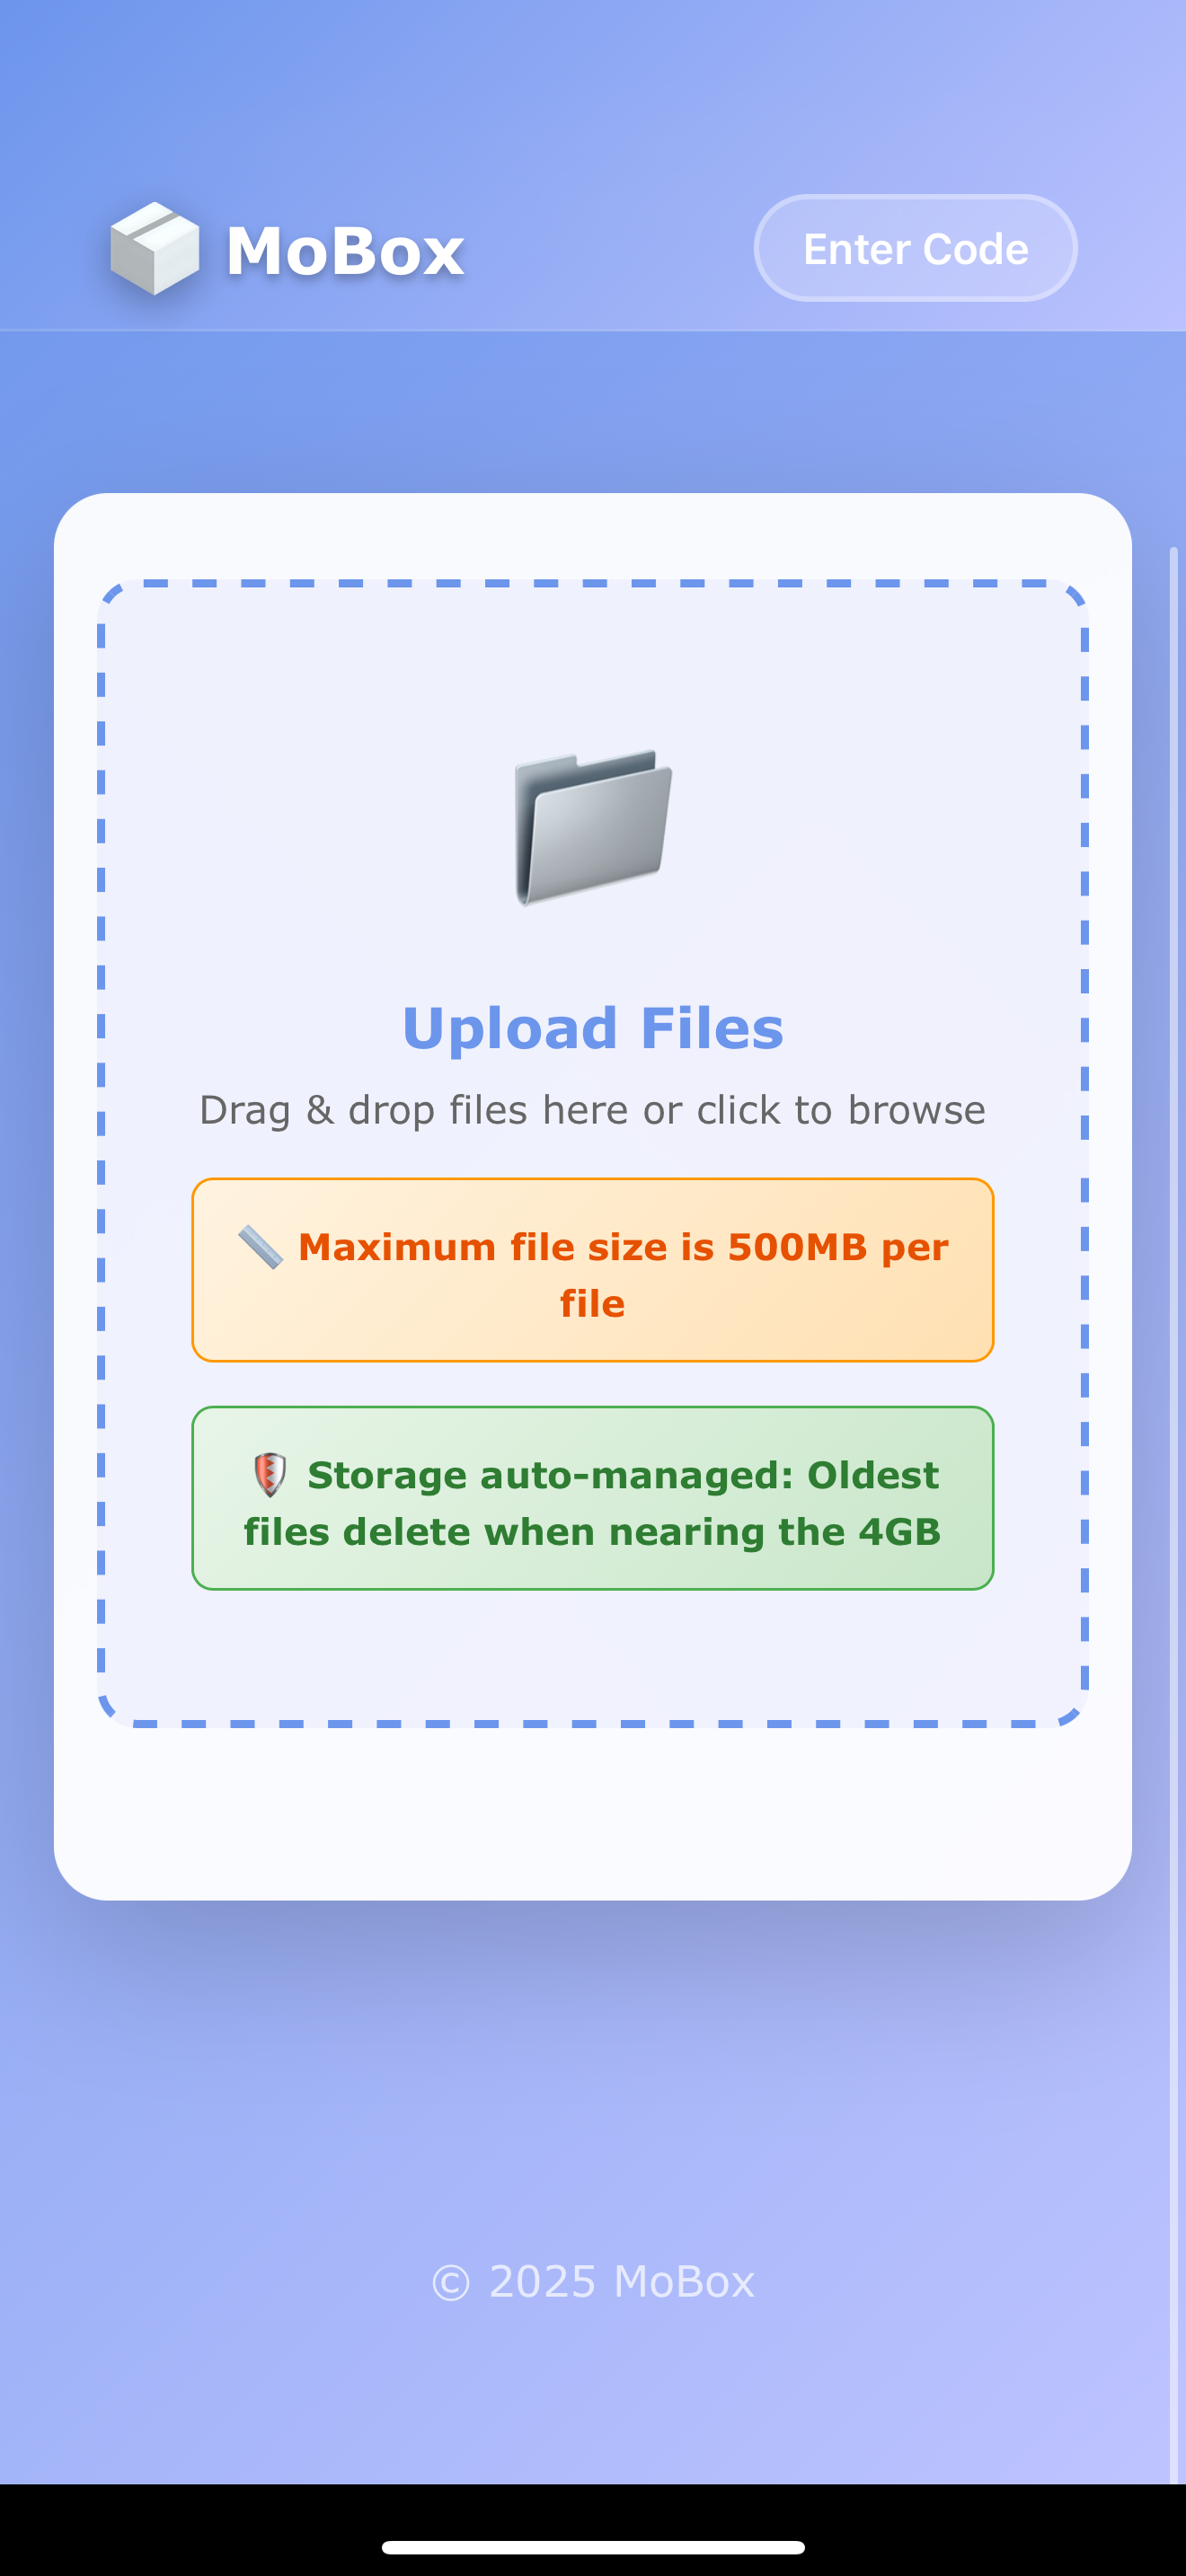 MoBox
Enter Code
Upload Files
Drag & drop files here or click to browse
Maximum file size is 500MB per
file
Storage auto-managed: Oldest
files delete when nearing the 4GB
© 2025 MoBox